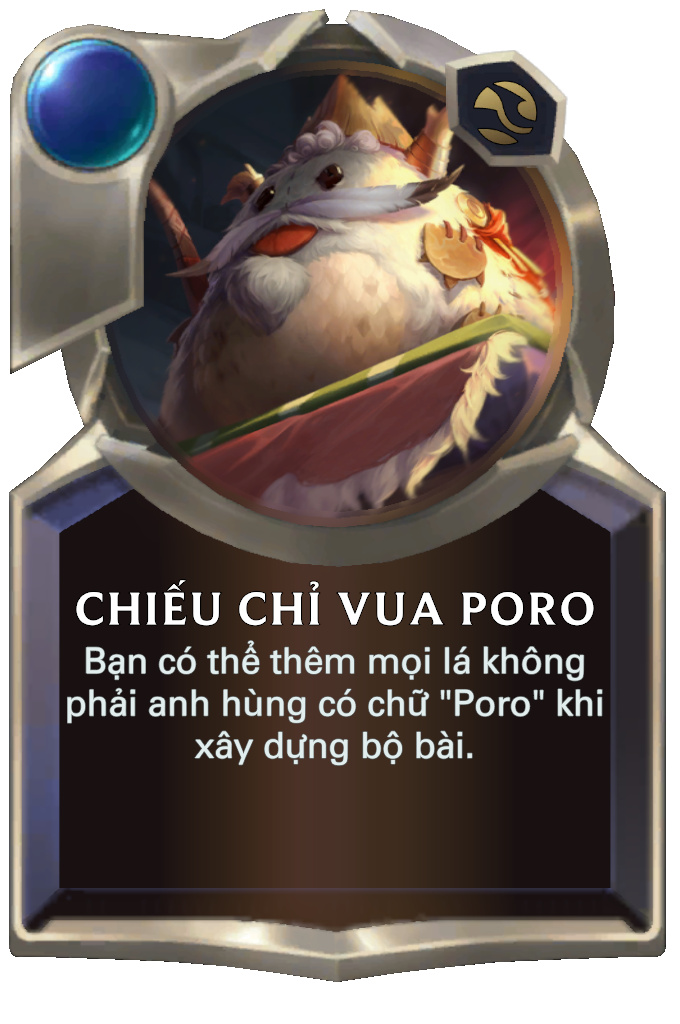 CHIẾU CHỈ VUA PORO
Bạn có thể thêm mọi lá không
phải anh hùng có chữ "Poro" khi
xây dựng bộ bài.